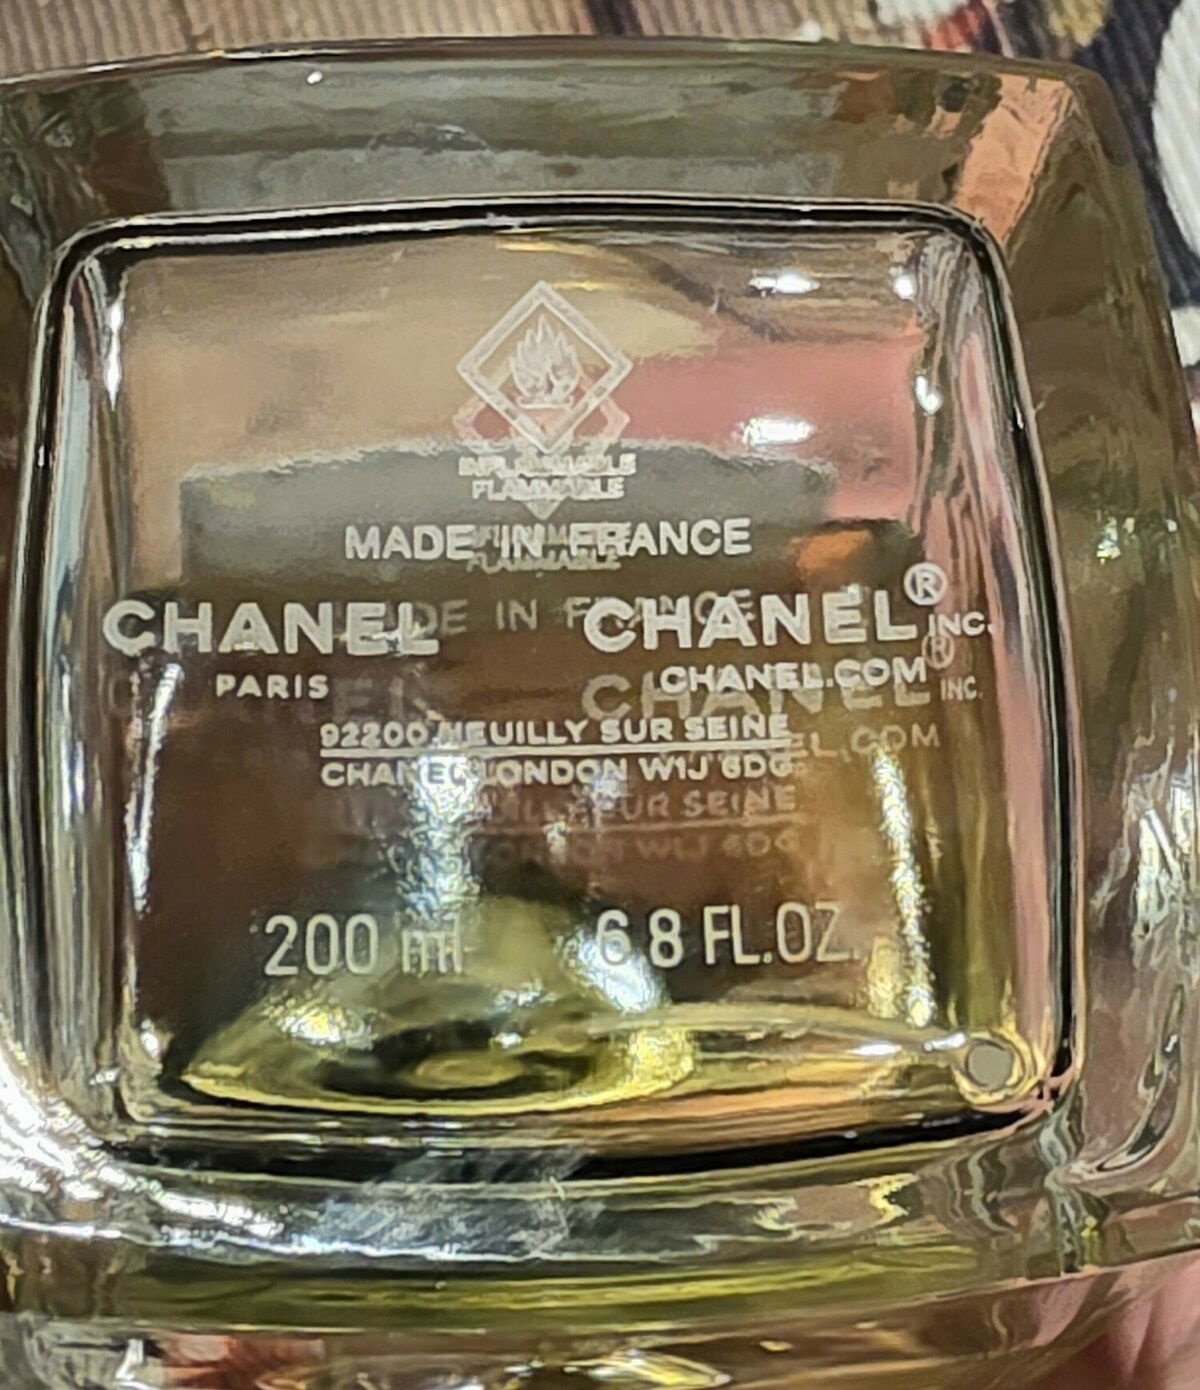 INFLAMMABLE
FLAMMABLE
MADE IN FRANCE
CHANEL CHANEL® INC.
PARIS CHANEL.COM
92200 NEUILLY SUR SEINE
CHANEL LONDON W1J 6DG
200 ml 6 8 FL.OZ.